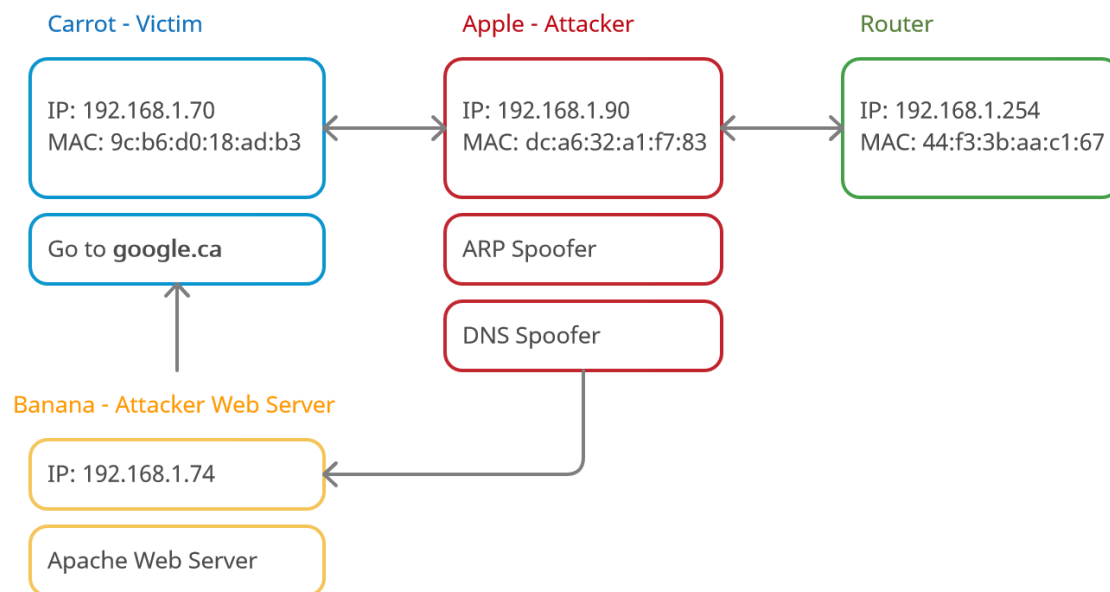 Carrot - Victim
IP: 192.168.1.70
MAC: 9c:b6:d0:18:ad:b3
Go to google.ca
Apple - Attacker
IP: 192.168.1.90
MAC: dc:a6:32:a1:f7:83
ARP Spoofer
DNS Spoofer
Router
IP: 192.168.1.254
MAC: 44:f3:3b:aa:c1:67
Banana - Attacker Web Server
IP: 192.168.1.74
Apache Web Server